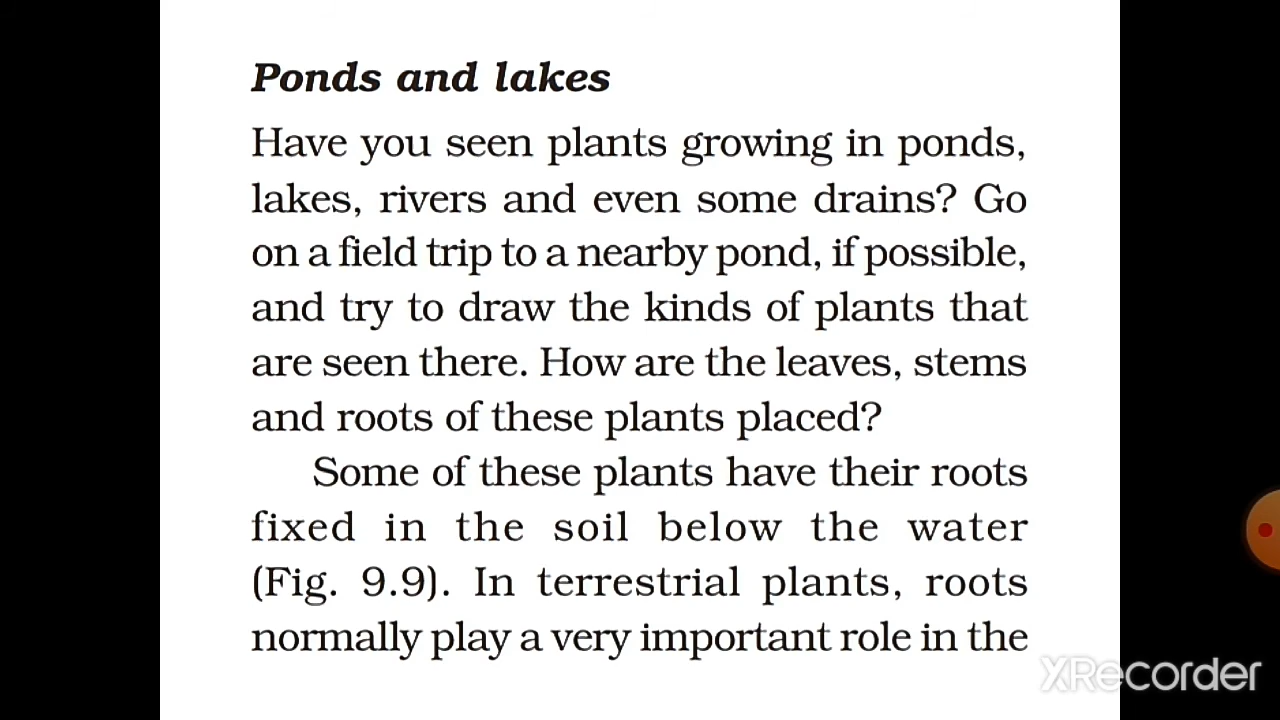 Ponds and lakes
Have you seen plants growing in ponds,
lakes, rivers and even some drains? Go
on a field trip to a nearby pond, if possible,
and try to draw the kinds of plants that
are seen there. How are the leaves, stems
and roots of these plants placed?
Some of these plants have their roots
fixed in the soil below the water
(Fig. 9.9). In terrestrial plants, roots
normally play a very important role in the
XRecorder